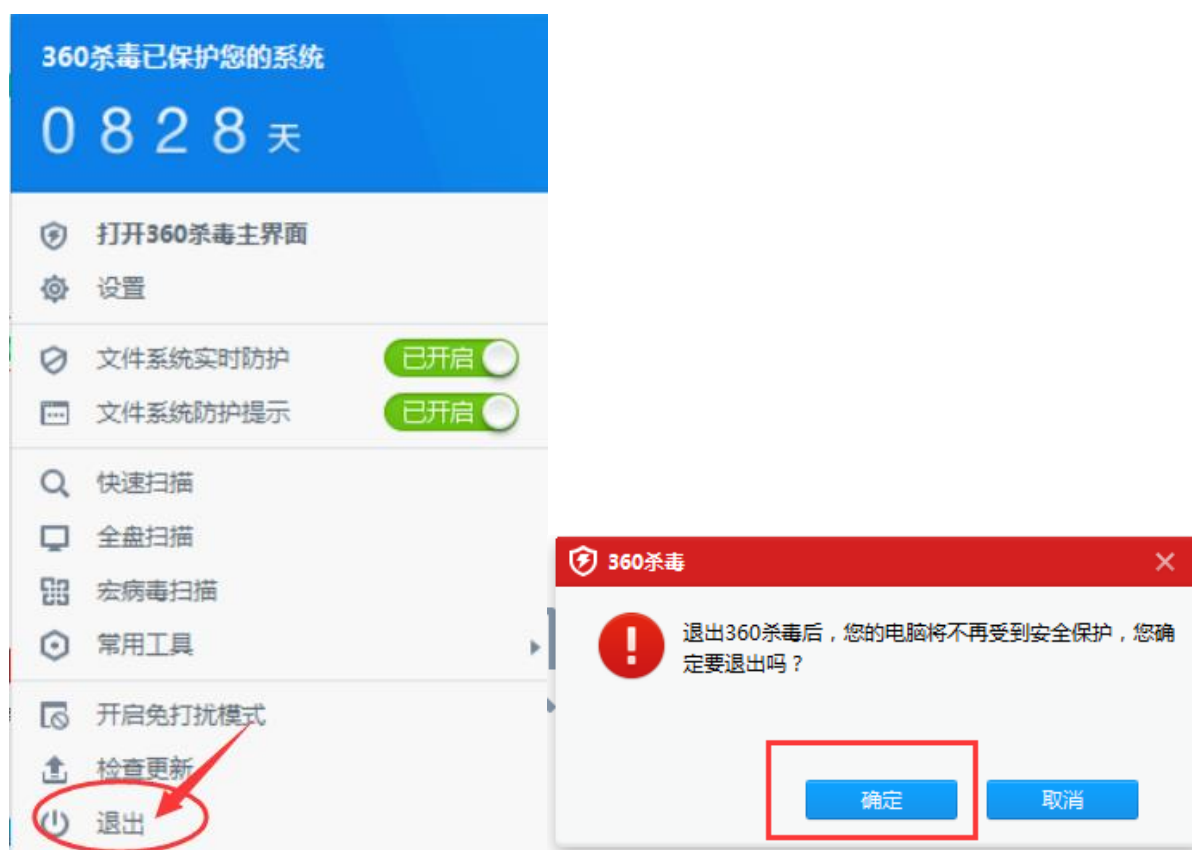 360杀毒已保护您的系统
0828天
打开360杀毒主界面
设置
文件系统实时防护 已开启
文件系统防护提示 已开启
快速扫描
全盘扫描
宏病毒扫描
常用工具
开启免打扰模式
检查更新
退出
360杀毒
退出360杀毒后，您的电脑将不再受到安全保护，您确
定要退出吗？
确定 取消